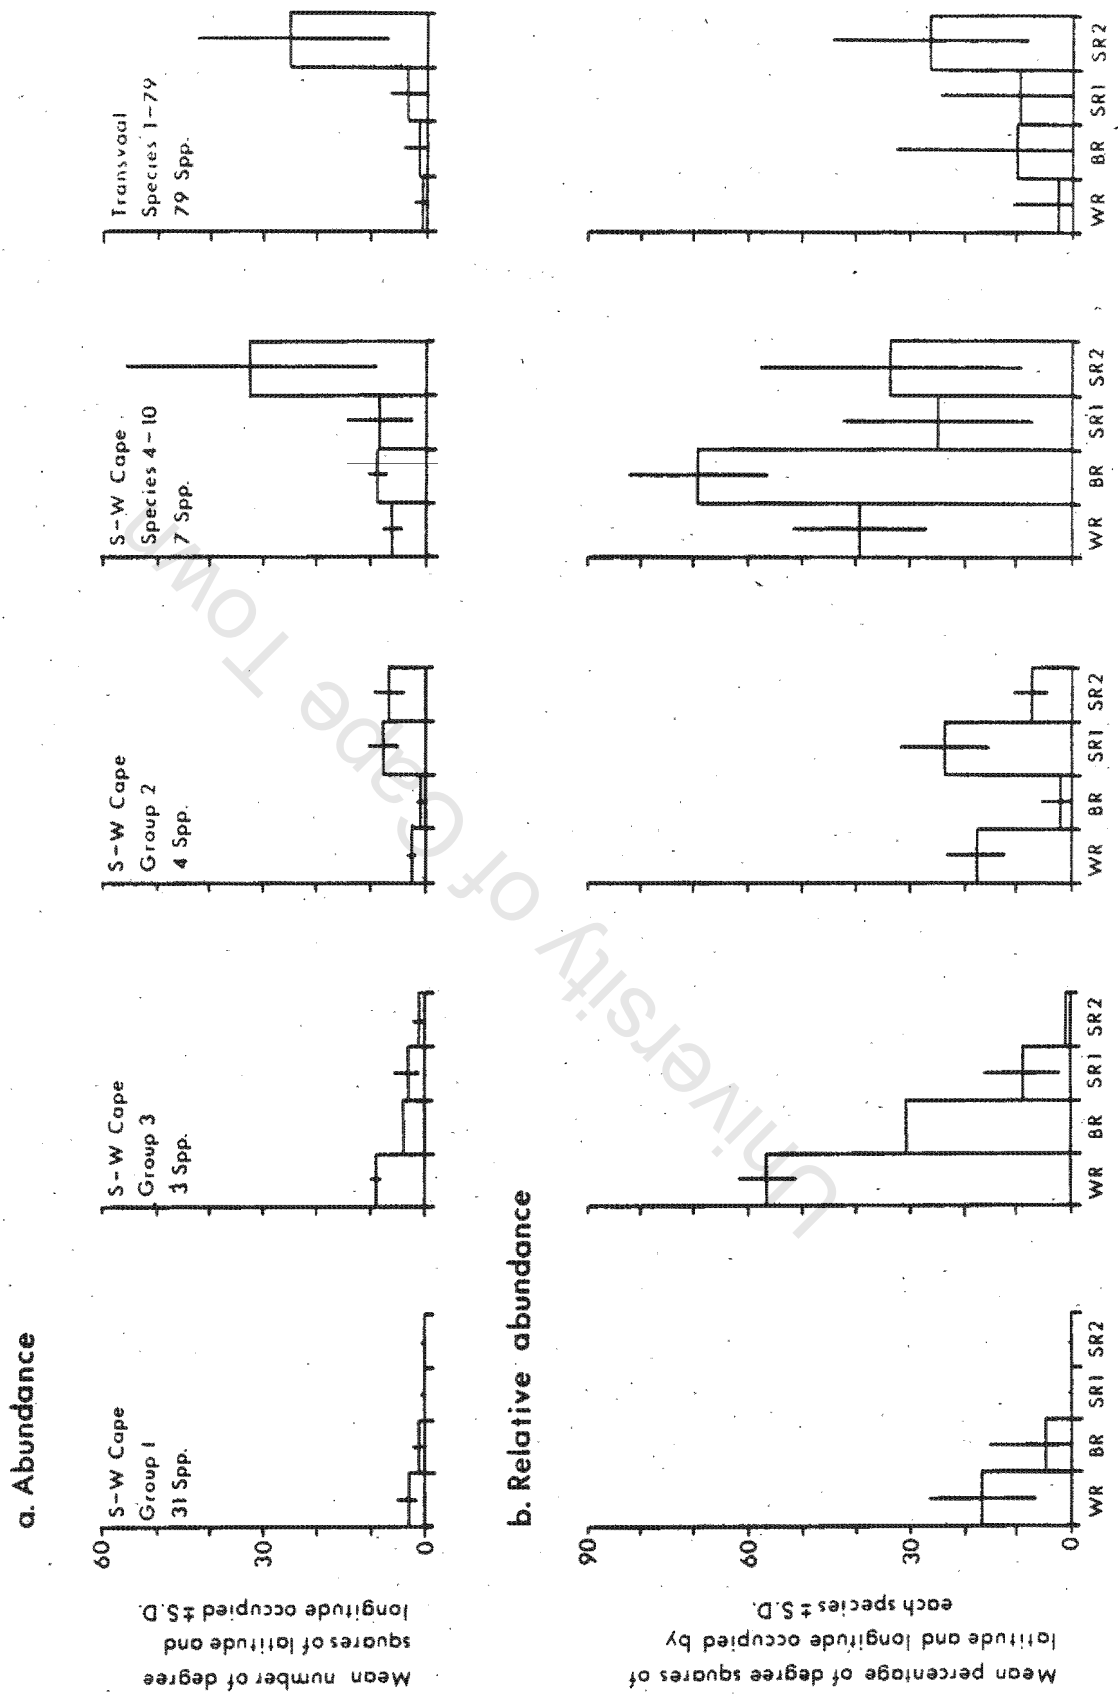 a. Abundance
Mean number of degree
squares of latitude and
longitude occupied ± S.D.
60
30
0
S-W Cape
Group 1
31 Spp.
S-W Cape
Group 3
3 Spp.
S-W Cape
Group 2
4 Spp.
S-W Cape
Species 4-10
7 Spp.
Transvaal
Species 1-79
79 Spp.
b. Relative abundance
Mean percentage of degree squares of
latitude and longitude occupied by
each species ± S.D.
90
60
30
0
WR BR SR1 SR2
WR BR SR1 SR2
WR BR SR1 SR2
WR BR SR1 SR2
WR BR SR1 SR2
University of Cape Town